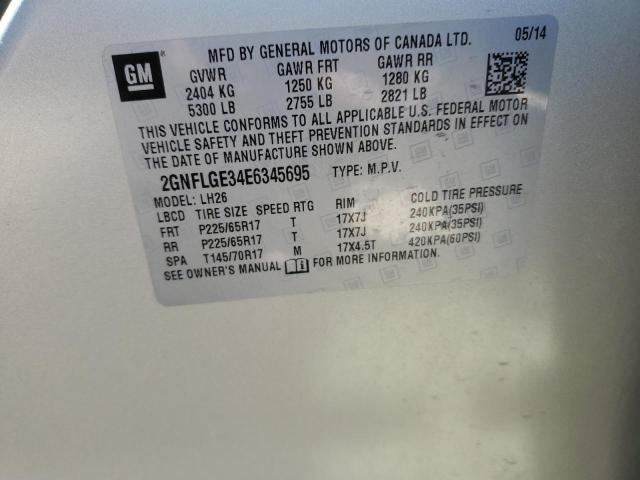 GM
MFD BY GENERAL MOTORS OF CANADA LTD. 05/14
GVWR GAWR FRT GAWR RR
2404 KG 1250 KG 1280 KG
5300 LB 2755 LB 2821 LB
THIS VEHICLE CONFORMS TO ALL APPLICABLE U.S. FEDERAL MOTOR
VEHICLE SAFETY AND THEFT PREVENTION STANDARDS IN EFFECT ON
THE DATE OF MANUFACTURE SHOWN ABOVE.
2GNFLGE34E6345695 TYPE: M.P.V.
MODEL: LH26
LBCD TIRE SIZE SPEED RTG RIM COLD TIRE PRESSURE
FRT P225/65R17 T 17X7J 240KPA(35PSI)
RR P225/65R17 T 17X7J 240KPA(35PSI)
SPA T145/70R17 M 17X4.5T 420KPA(60PSI)
SEE OWNER'S MANUAL FOR MORE INFORMATION.